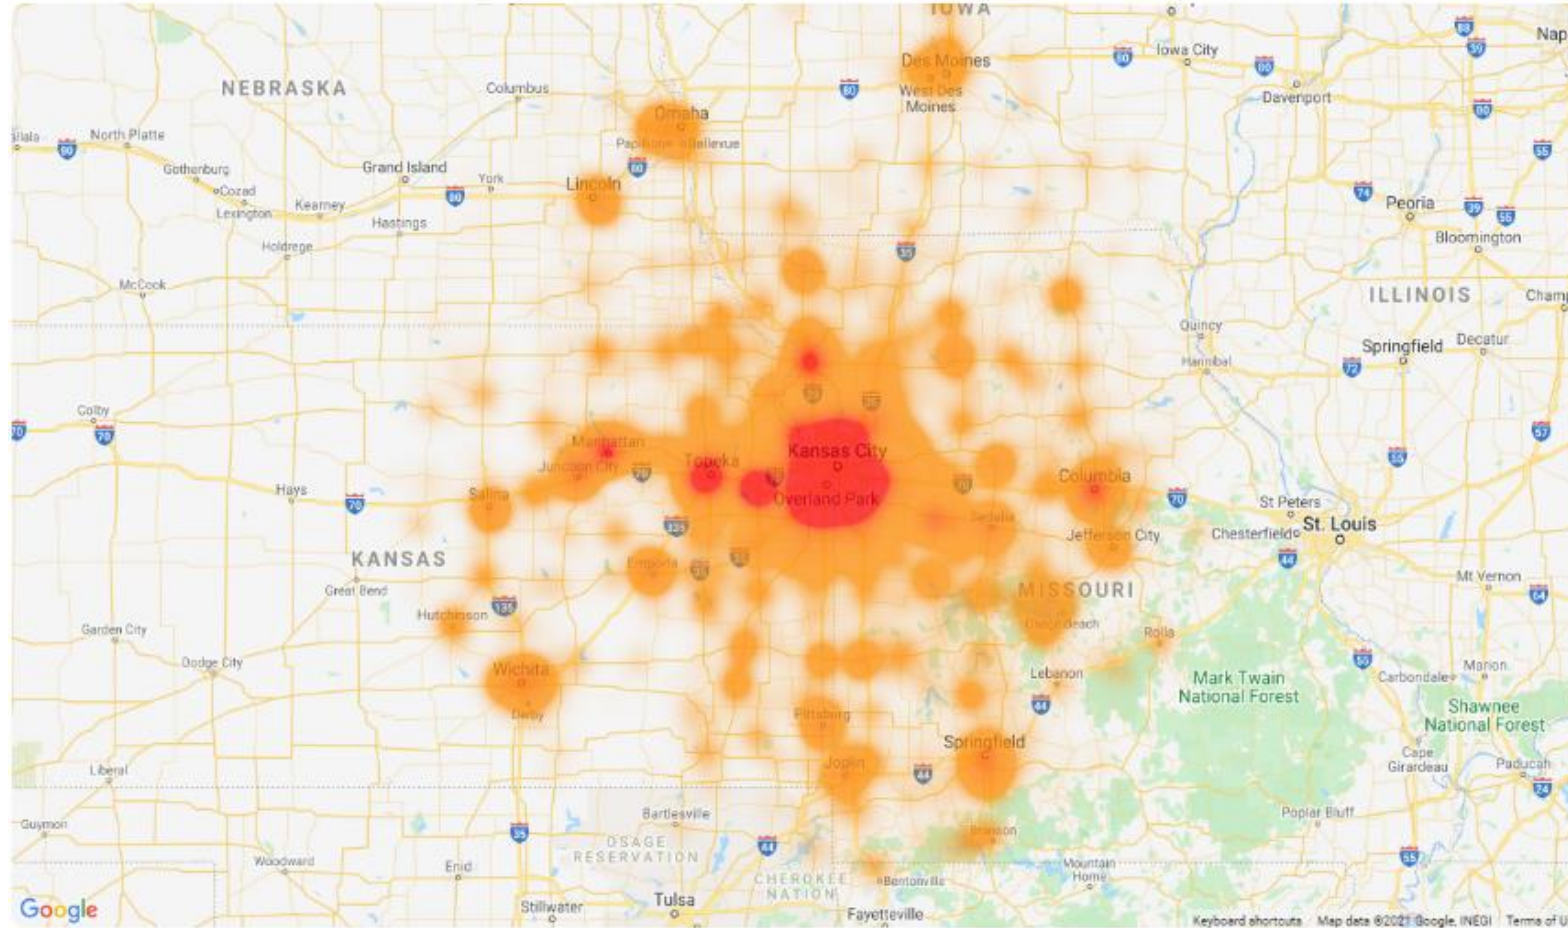 IOWA
Des Moines
West Des
Moines
Iowa City
Davenport
NEBRASKA
Columbus
Omaha
Bellevue
North Platte
Gothenburg
Cozad
Lexington
Kearney
Grand Island
York
Lincoln
Hastings
Holdrege
McCook
Peoria
Bloomington
ILLINOIS
Quincy
Hannibal
Springfield
Decatur
Colby
Hays
Manhattan
Junction City
Topeka
Kansas City
Overland Park
Salina
Sedalia
Columbia
Jefferson City
St Peters
Chesterfield
St. Louis
KANSAS
Great Bend
Emporia
Hutchinson
Garden City
Dodge City
Wichita
Derby
MISSOURI
Osage Beach
Rolla
Lebanon
Mt Vernon
Marion
Carbondale
Mark Twain
National Forest
Shawnee
National Forest
Pittsburg
Joplin
Springfield
Branson
Cape
Girardeau
Paducah
Poplar Bluff
Liberal
Guymon
Woodward
Enid
Bartlesville
OSAGE
RESERVATION
CHEROKEE
NATION
Bentonville
Mountain
Home
Stillwater
Tulsa
Fayetteville
Google
Keyboard shortcuts
Map data ©2021 Google, INEGI
Terms of U